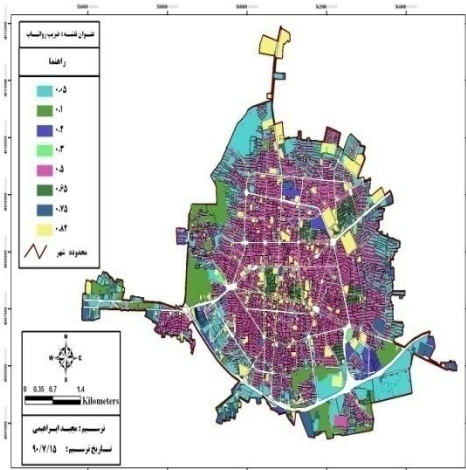 عنوان نقشه : ضریب رواناب
راهنما
۰.۰۵
۰.۱
۰.۲
۰.۳
۰.۵
۰.۶۵
۰.۷۵
۰.۸۲
محدوده شهر
N
W E
S
0 0.35 0.7 1.4
Kilometers
ترسیم : مجید ابراهیمی
تاریخ ترسیم : ۹۰/۷/۱۵